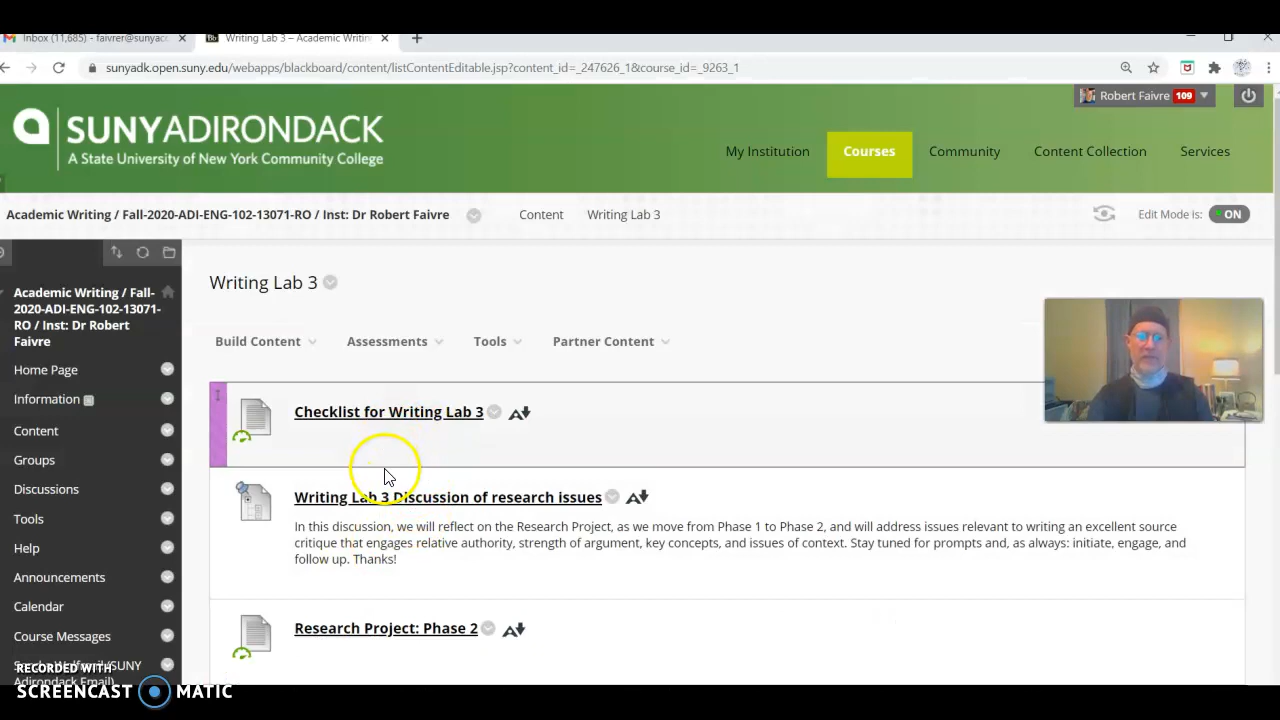 Inbox (11,685) - faivrer@sunyac
Writing Lab 3 – Academic Writin
sunyadk.open.suny.edu/webapps/blackboard/content/listContentEditable.jsp?content_id=_247626_1&course_id=_9263_1
Robert Faivre 109
SUNYADIRONDACK
A State University of New York Community College
My Institution Courses Community Content Collection Services
Academic Writing / Fall-2020-ADI-ENG-102-13071-RO / Inst: Dr Robert Faivre Content Writing Lab 3 Edit Mode is: ON
Academic Writing / Fall-
2020-ADI-ENG-102-13071-
RO / Inst: Dr Robert
Faivre
Home Page
Information
Content
Groups
Discussions
Tools
Help
Announcements
Calendar
Course Messages
(SUNY
Adirondack Email)
Writing Lab 3
Build Content Assessments Tools Partner Content
Checklist for Writing Lab 3
Writing Lab 3 Discussion of research issues
In this discussion, we will reflect on the Research Project, as we move from Phase 1 to Phase 2, and will address issues relevant to writing an excellent source
critique that engages relative authority, strength of argument, key concepts, and issues of context. Stay tuned for prompts and, as always: initiate, engage, and
follow up. Thanks!
Research Project: Phase 2
RECORDED WITH
SCREENCAST MATIC